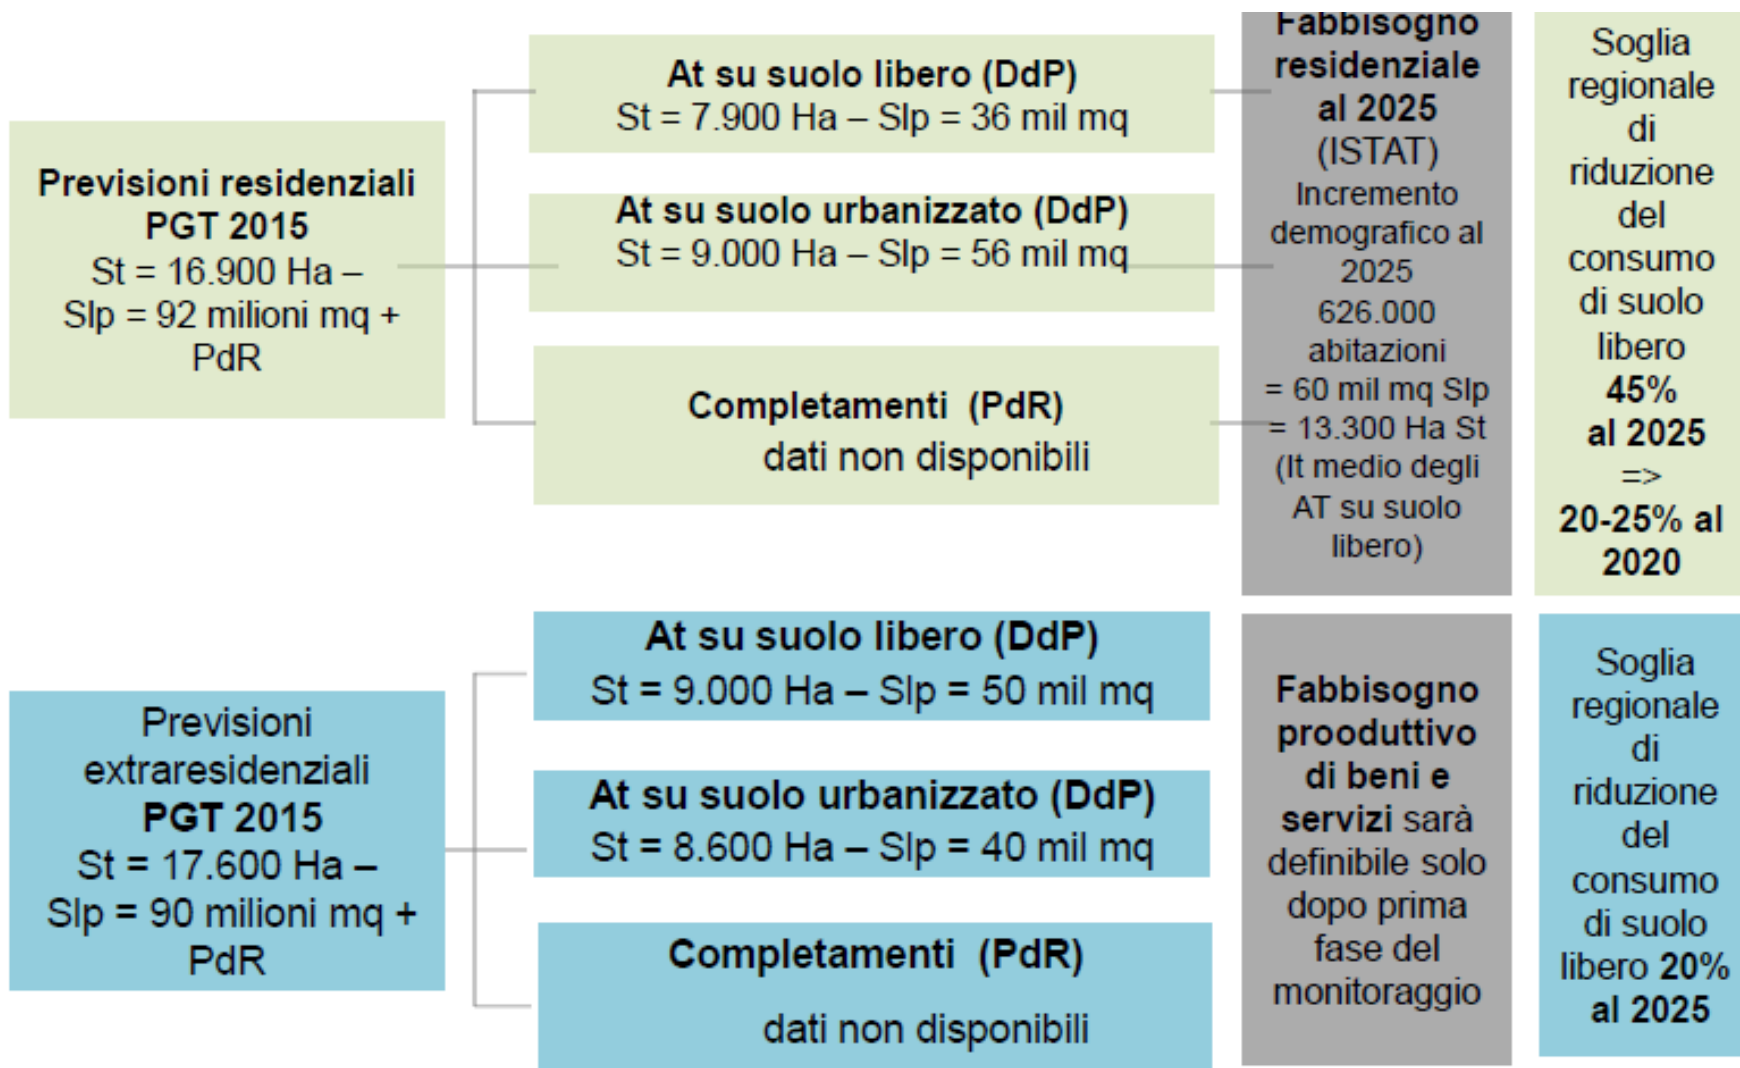 Previsioni residenziali
PGT 2015
St = 16.900 Ha –
Slp = 92 milioni mq +
PdR
At su suolo libero (DdP)
St = 7.900 Ha – Slp = 36 mil mq
At su suolo urbanizzato (DdP)
St = 9.000 Ha – Slp = 56 mil mq
Completamenti (PdR)
dati non disponibili
Fabbisogno
residenziale
al 2025
(ISTAT)
Incremento
demografico al
2025
626.000
abitazioni
= 60 mil mq Slp
= 13.300 Ha St
(It medio degli
AT su suolo
libero)
Soglia
regionale
di
riduzione
del
consumo
di suolo
libero
45%
al 2025
=>
20-25% al
2020
Previsioni
extraresidenziali
PGT 2015
St = 17.600 Ha –
Slp = 90 milioni mq +
PdR
At su suolo libero (DdP)
St = 9.000 Ha – Slp = 50 mil mq
At su suolo urbanizzato (DdP)
St = 8.600 Ha – Slp = 40 mil mq
Completamenti (PdR)
dati non disponibili
Fabbisogno
prooduttivo
di beni e
servizi sarà
definibile solo
dopo prima
fase del
monitoraggio
Soglia
regionale
di
riduzione
del
consumo
di suolo
libero 20%
al 2025